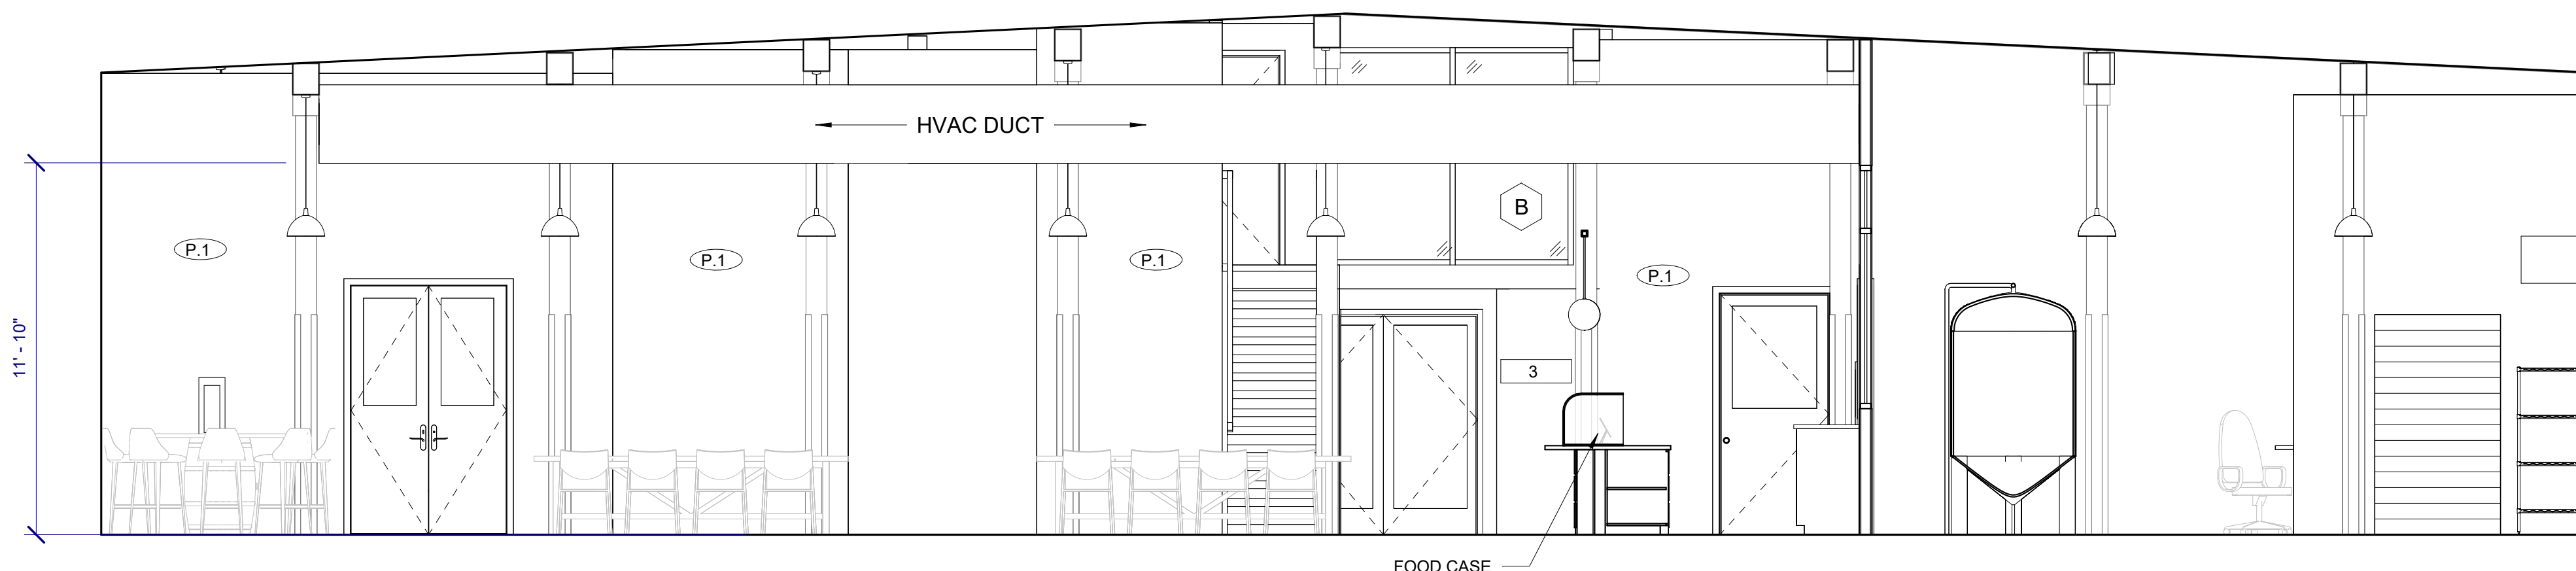 HVAC DUCT
B
P.1
P.1
P.1
P.1
11' - 10"
3
FOOD CASE